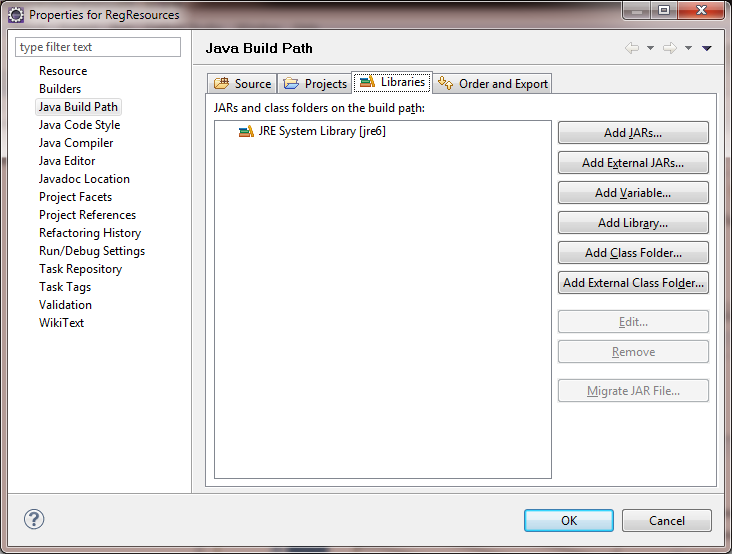 Properties for RegResources
type filter text
Resource
Builders
Java Build Path
Java Code Style
Java Compiler
Java Editor
Javadoc Location
Project Facets
Project References
Refactoring History
Run/Debug Settings
Task Repository
Task Tags
Validation
WikiText
Java Build Path
Source Projects Libraries Order and Export
JARs and class folders on the build path:
JRE System Library [jre6]
Add JARs...
Add External JARs...
Add Variable...
Add Library...
Add Class Folder...
Add External Class Folder...
Edit...
Remove
Migrate JAR File...
?
OK Cancel